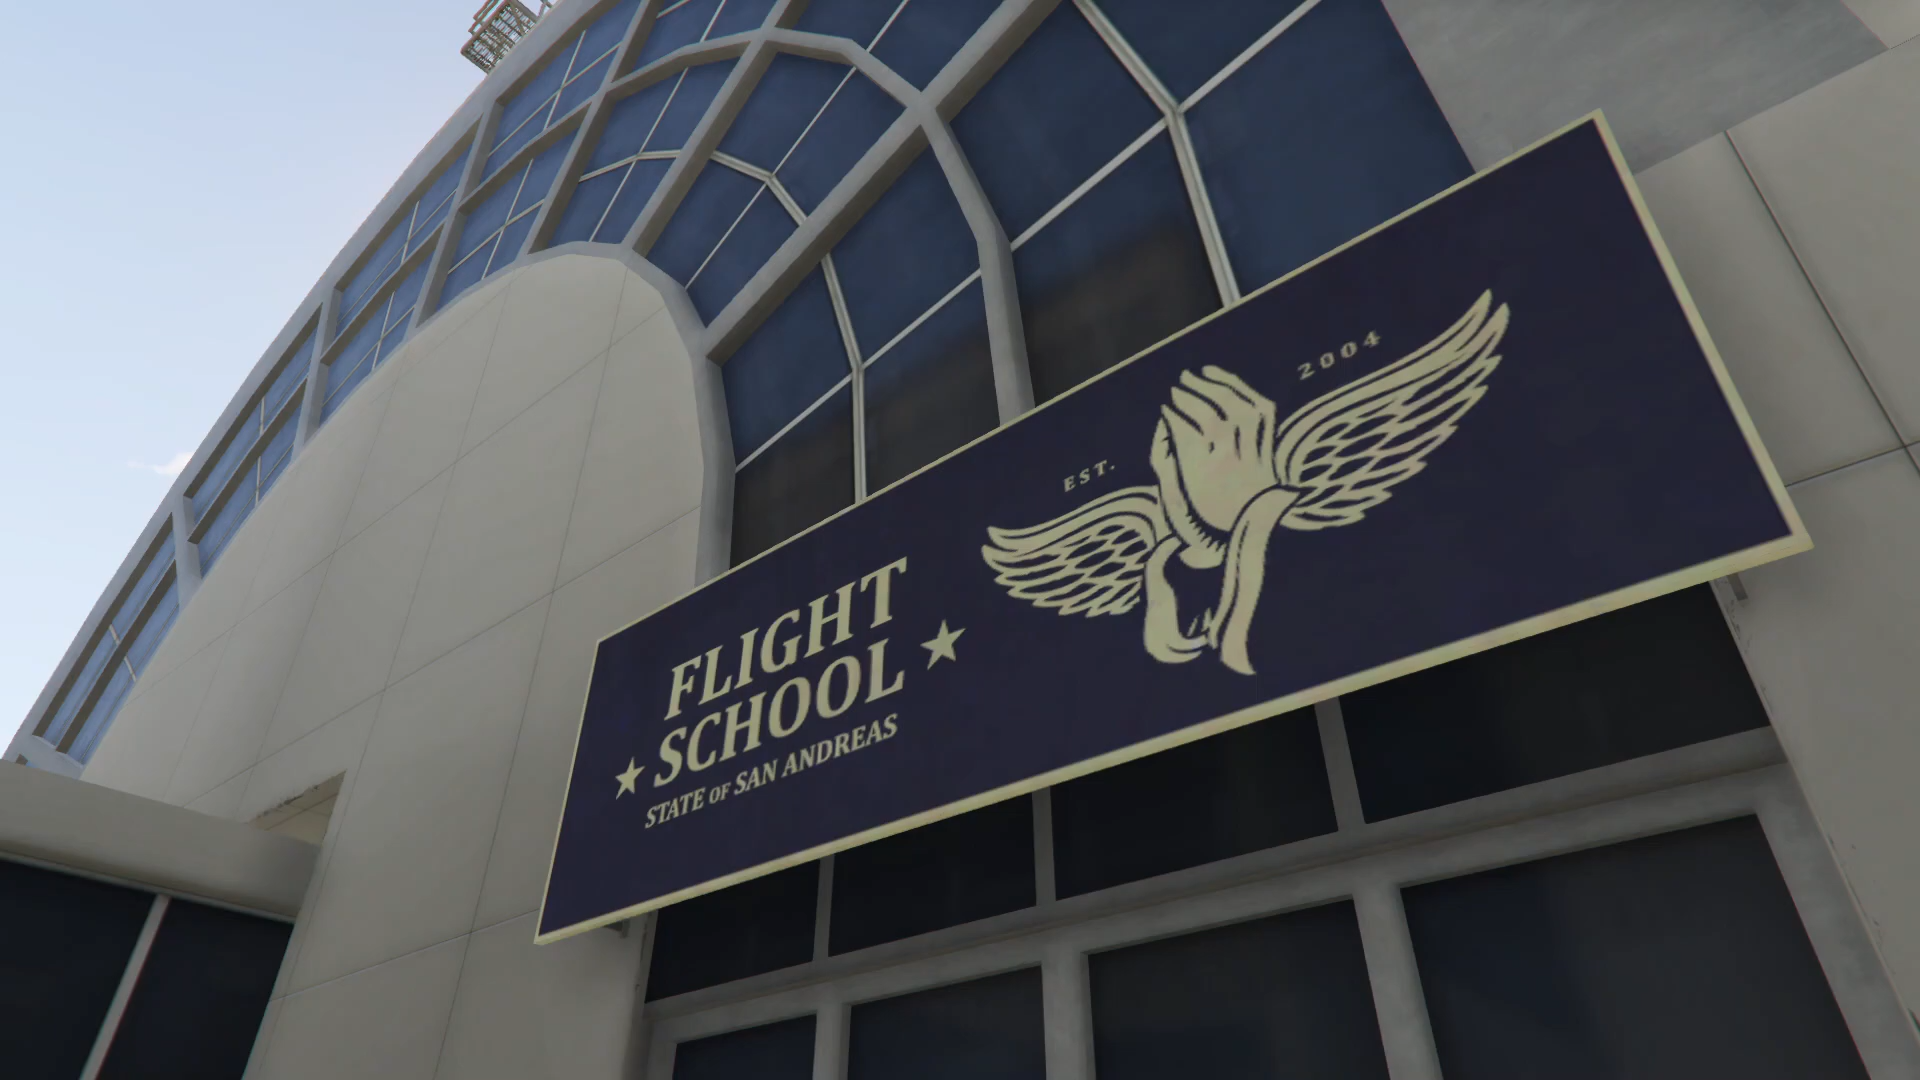 FLIGHT
SCHOOL
STATE OF SAN ANDREAS
EST.
2004